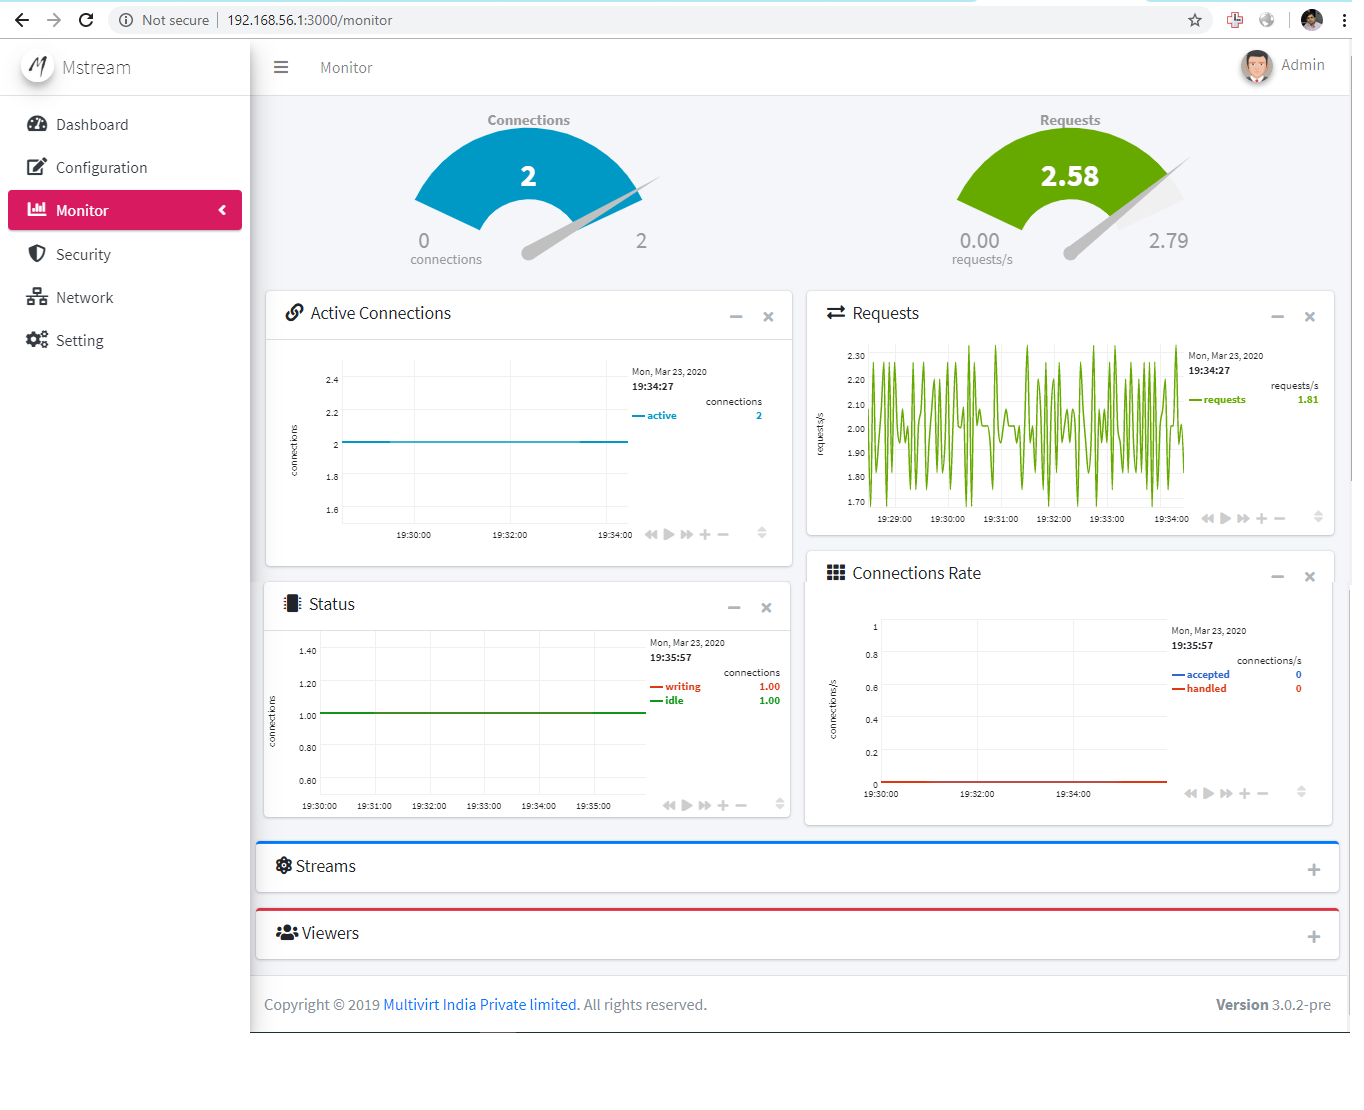 Not secure
192.168.56.1:3000/monitor
Mstream
Monitor
Admin
Dashboard
Configuration
Monitor
Security
Network
Setting
Connections
2
0
2
connections
Requests
2.58
0.00
2.79
requests/s
Active Connections
2.4
2.2
2
1.8
1.6
connections
19:30:00
19:32:00
19:34:00
Mon, Mar 23, 2020
19:34:27
connections
active 2
Requests
2.30
2.20
2.10
2.00
1.90
1.80
1.70
requests/s
19:29:00
19:30:00
19:31:00
19:32:00
19:33:00
19:34:00
Mon, Mar 23, 2020
19:34:27
requests/s
requests 1.81
Status
1.40
1.20
1.00
0.80
0.60
connections
19:30:00
19:31:00
19:32:00
19:33:00
19:34:00
19:35:00
Mon, Mar 23, 2020
19:35:57
connections
writing 1.00
idle 1.00
Connections Rate
1
0.8
0.6
0.4
0.2
0
connections/s
19:30:00
19:32:00
19:34:00
Mon, Mar 23, 2020
19:35:57
connections/s
accepted 0
handled 0
Streams
Viewers
Copyright © 2019 Multivirt India Private limited. All rights reserved.
Version 3.0.2-pre